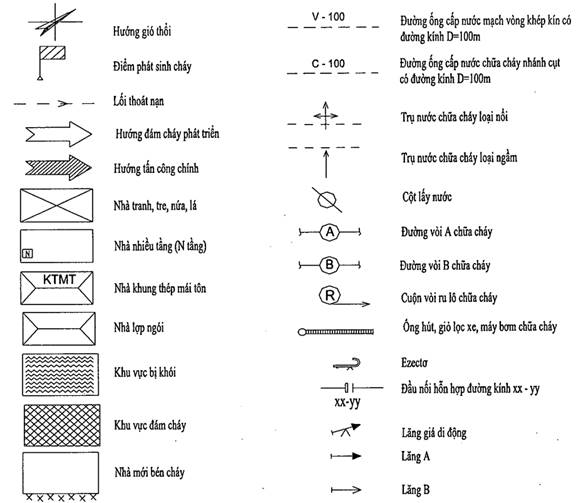 Hướng gió thổi
Điểm phát sinh cháy
Lối thoát nạn
Hướng đám cháy phát triển
Hướng tấn công chính
Nhà tranh, tre, nứa, lá
N
Nhà nhiều tầng (N tầng)
KTMT
Nhà khung thép mái tôn
Nhà lợp ngói
Khu vực bị khói
Khu vực đám cháy
Nhà mới bén cháy
V - 100
Đường ống cấp nước mạch vòng khép kín có
đường kính D=100m
C - 100
Đường ống cấp nước chữa cháy nhánh cụt
có đường kính D=100m
Trụ nước chữa cháy loại nổi
Trụ nước chữa cháy loại ngầm
Cột lấy nước
A
Đường vòi A chữa cháy
B
Đường vòi B chữa cháy
R
Cuộn vòi ru lô chữa cháy
Ống hút, giỏ lọc xe, máy bơm chữa cháy
Ezectơ
xx-yy
Đầu nối hỗn hợp đường kính xx - yy
Lăng giá di động
Lăng A
Lăng B